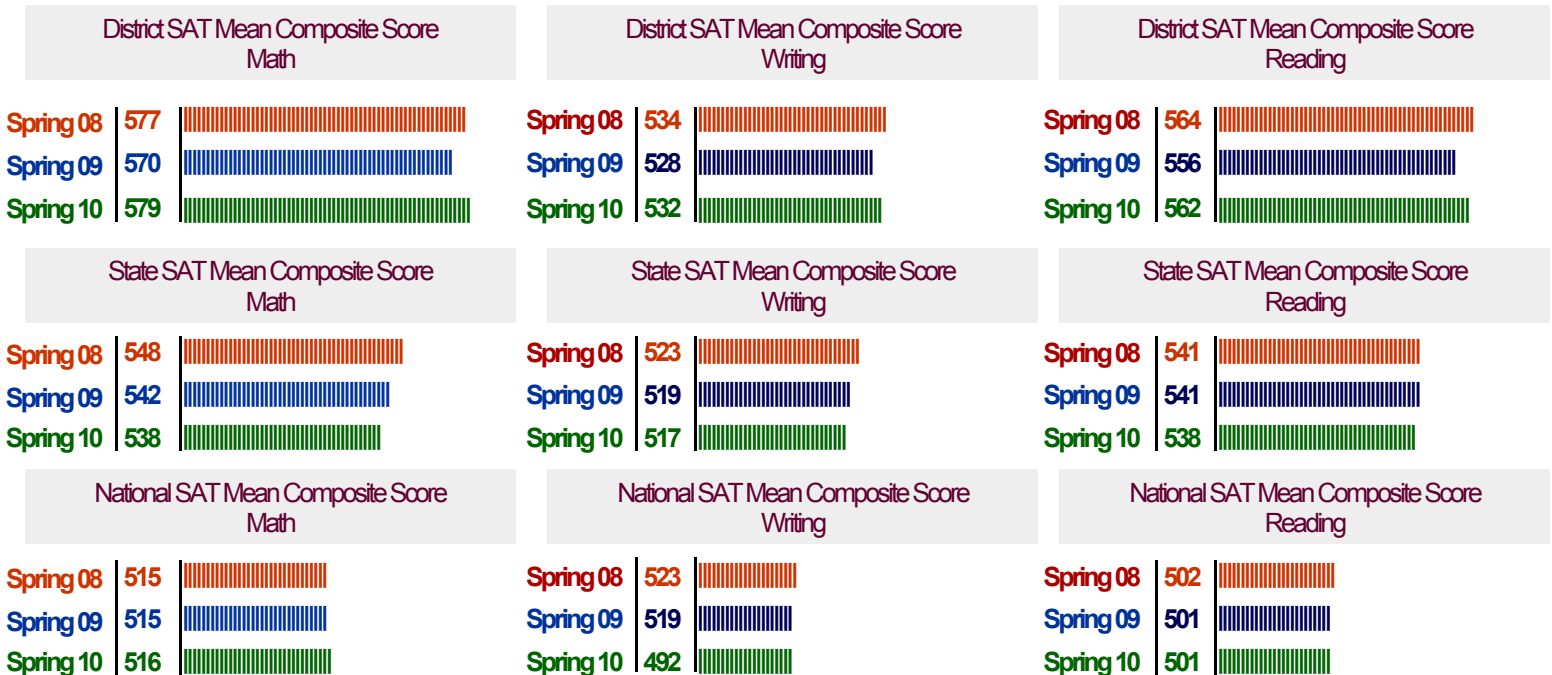 District SAT Mean Composite Score
Math
Spring 08 577
Spring 09 570
Spring 10 579
District SAT Mean Composite Score
Writing
Spring 08 534
Spring 09 528
Spring 10 532
District SAT Mean Composite Score
Reading
Spring 08 564
Spring 09 556
Spring 10 562
State SAT Mean Composite Score
Math
Spring 08 548
Spring 09 542
Spring 10 538
State SAT Mean Composite Score
Writing
Spring 08 523
Spring 09 519
Spring 10 517
State SAT Mean Composite Score
Reading
Spring 08 541
Spring 09 541
Spring 10 538
National SAT Mean Composite Score
Math
Spring 08 515
Spring 09 515
Spring 10 516
National SAT Mean Composite Score
Writing
Spring 08 523
Spring 09 519
Spring 10 492
National SAT Mean Composite Score
Reading
Spring 08 502
Spring 09 501
Spring 10 501